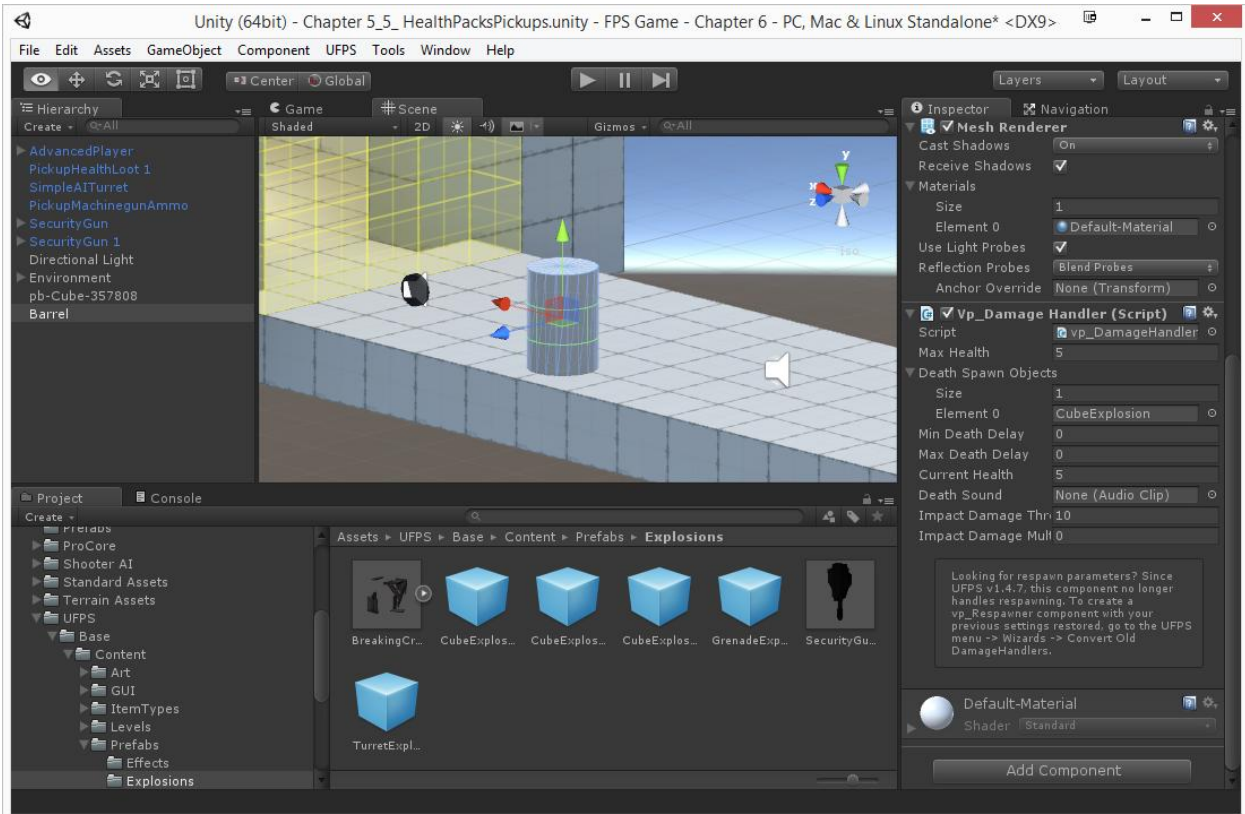 Unity (64bit) - Chapter 5_5_ HealthPacksPickups.unity - FPS Game - Chapter 6 - PC, Mac & Linux Standalone* <DX9>
File Edit Assets GameObject Component UFPS Tools Window Help
Center Global Layers Layout
Hierarchy
Create All
AdvancedPlayer
PickupHealthLoot 1
SimpleAITurret
PickupMachinegunAmmo
SecurityGun
SecurityGun 1
Directional Light
Environment
pb-Cube-357808
Barrel
Game Scene
Shaded 2D Gizmos All
y
x
z
Iso
Inspector Navigation
Mesh Renderer
Cast Shadows On
Receive Shadows
Materials
Size 1
Element 0 Default-Material
Use Light Probes
Reflection Probes Blend Probes
Anchor Override None (Transform)
Vp_Damage Handler (Script)
Script vp_DamageHandler
Max Health 5
Death Spawn Objects
Size 1
Element 0 CubeExplosion
Min Death Delay 0
Max Death Delay 0
Current Health 5
Death Sound None (Audio Clip)
Impact Damage Thr 10
Impact Damage Mult 0
Looking for respawn parameters? Since
UFPS v1.4.7, this component no longer
handles respawning. To create a
vp_Respawner component with your
previous settings restored, go to the UFPS
menu -> Wizards -> Convert Old
DamageHandlers.
Default-Material
Shader Standard
Add Component
Project Console
Create
Prefabs
ProCore
Shooter AI
Standard Assets
Terrain Assets
UFPS
Base
Content
Art
GUI
ItemTypes
Levels
Prefabs
Effects
Explosions
Assets UFPS Base Content Prefabs Explosions
BreakingCr... CubeExplos... CubeExplos... CubeExplos... GrenadeExp... SecurityGu...
TurretExpl...